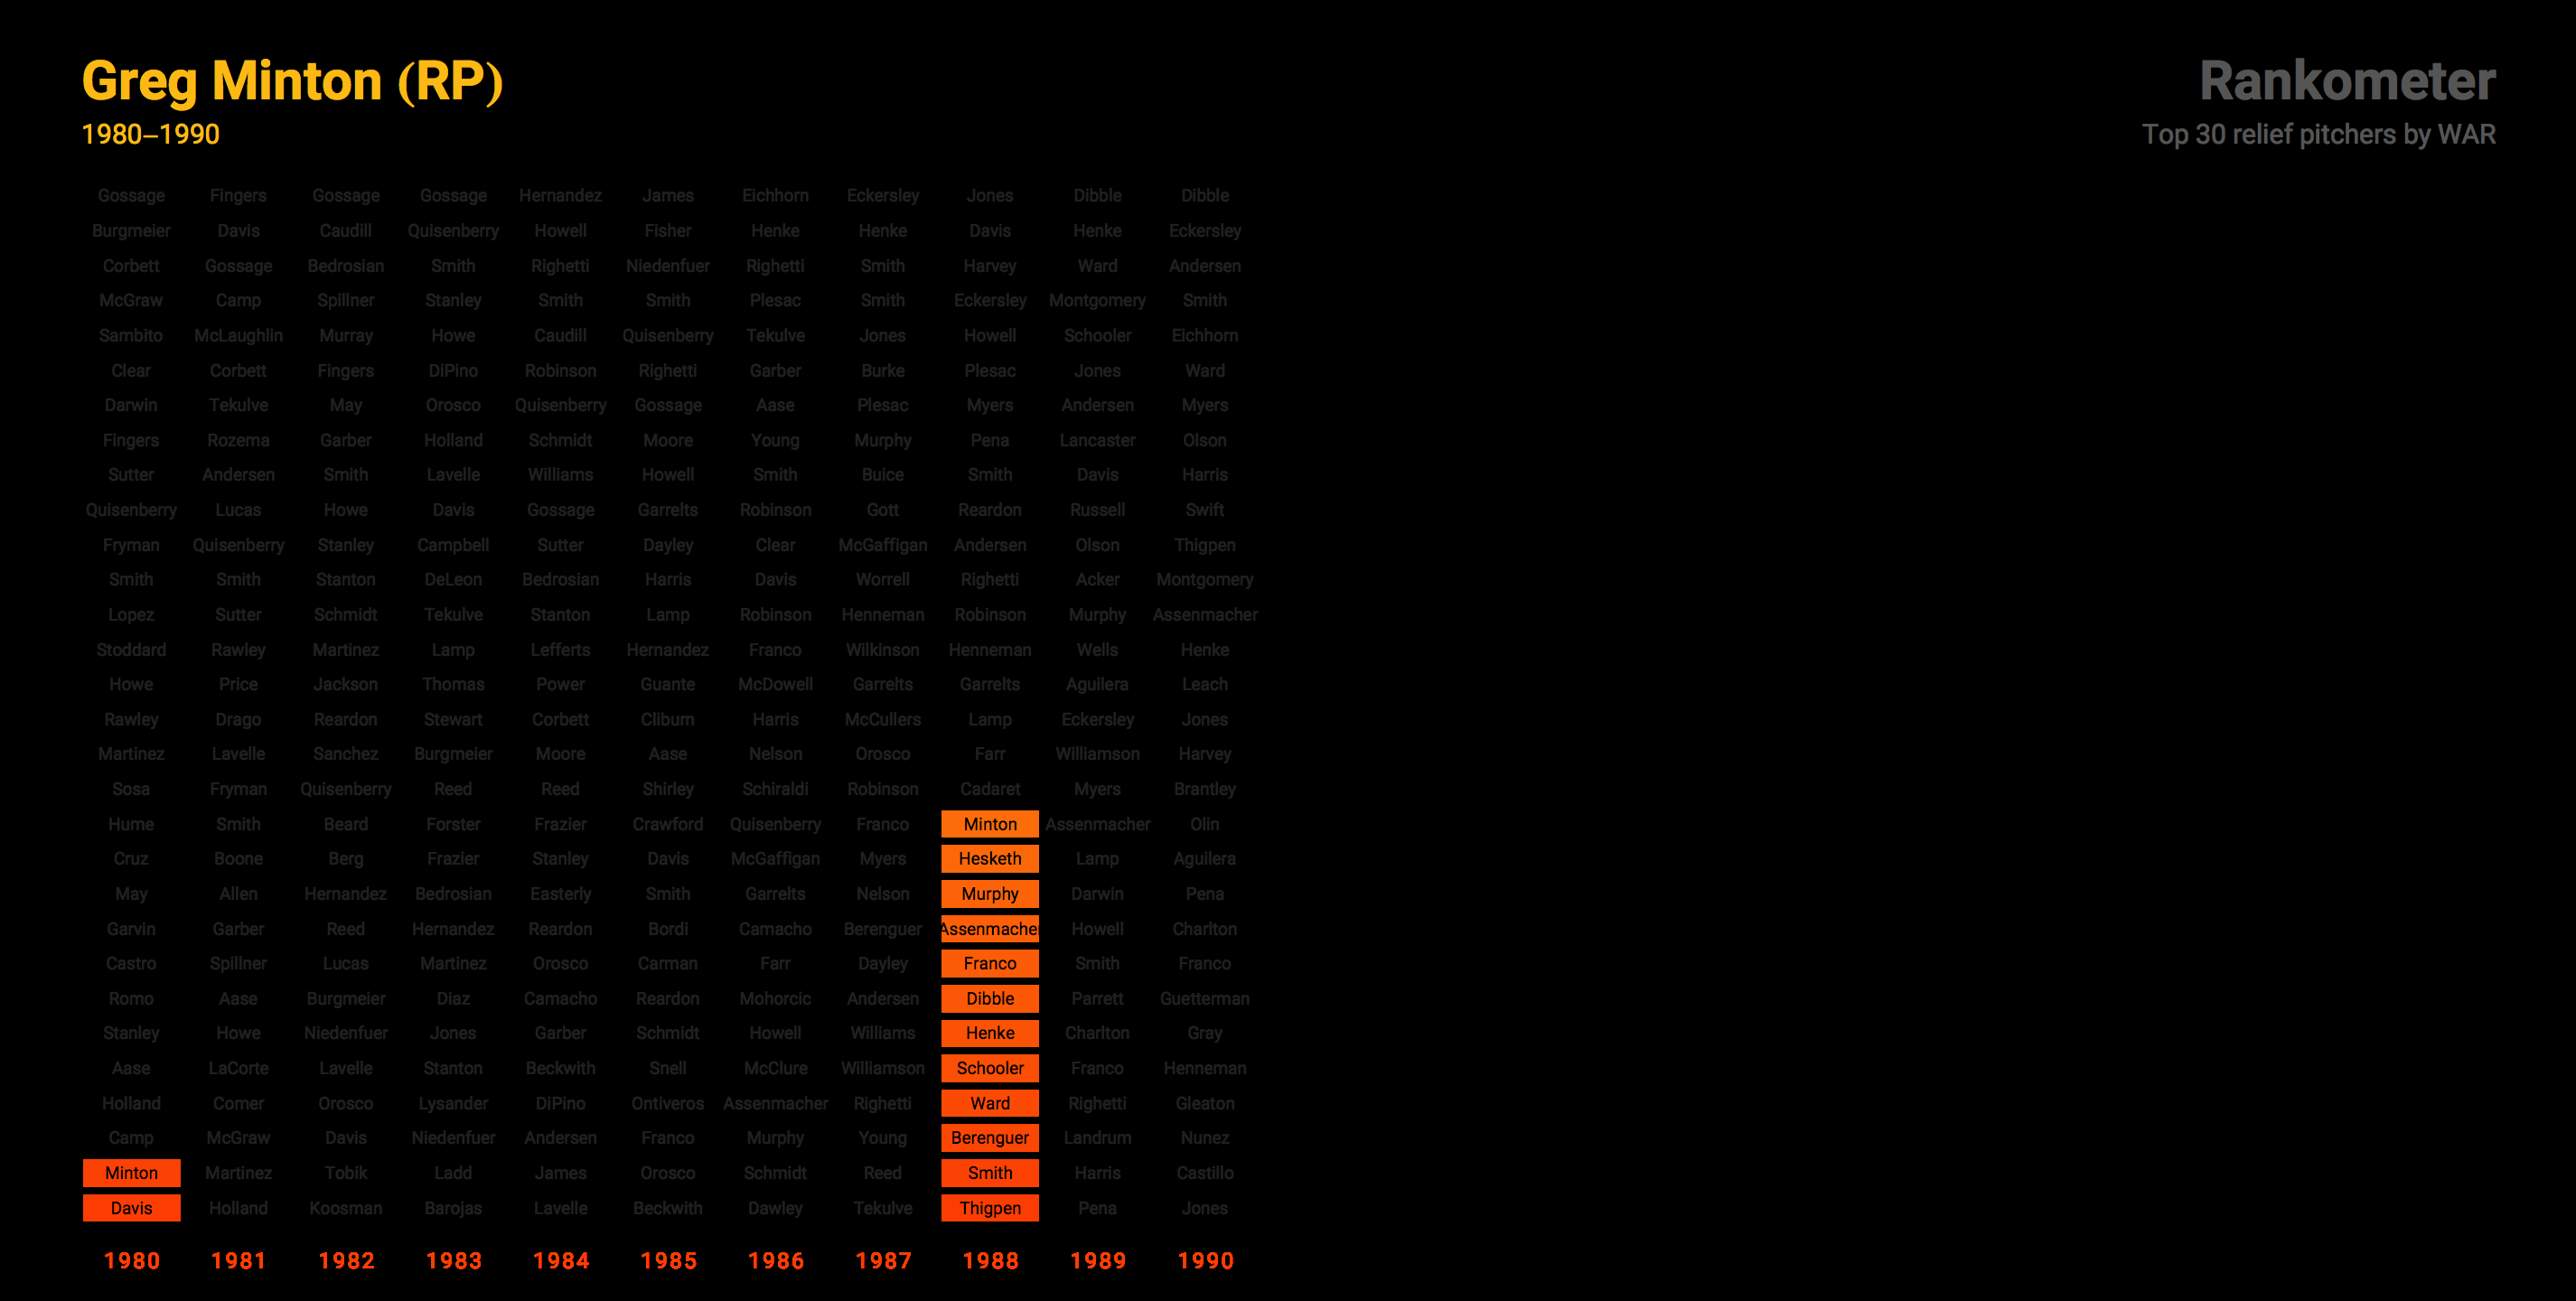 Greg Minton (RP)
1980–1990
Rankometer
Top 30 relief pitchers by WAR
Gossage Fingers Gossage Gossage Hernandez James Eichhorn Eckersley Jones Dibble Dibble
Burgmeier Davis Caudill Quisenberry Howell Fisher Henke Henke Davis Henke Eckersley
Corbett Gossage Bedrosian Smith Righetti Niedenfuer Righetti Smith Harvey Ward Andersen
McGraw Camp Spillner Stanley Smith Smith Plesac Smith Eckersley Montgomery Smith
Sambito McLaughlin Murray Howe Caudill Quisenberry Tekulve Jones Howell Schooler Eichhorn
Clear Corbett Fingers DiPino Robinson Righetti Garber Burke Plesac Jones Ward
Darwin Tekulve May Orosco Quisenberry Gossage Aase Plesac Myers Andersen Myers
Fingers Rozema Garber Holland Schmidt Moore Young Murphy Pena Lancaster Olson
Sutter Andersen Smith Lavelle Williams Howell Smith Buice Smith Davis Harris
Quisenberry Lucas Howe Davis Gossage Garrelts Robinson Gott Reardon Russell Swift
Fryman Quisenberry Stanley Campbell Sutter Dayley Clear McGaffigan Andersen Olson Thigpen
Smith Smith Stanton DeLeon Bedrosian Harris Davis Worrell Righetti Acker Montgomery
Lopez Sutter Schmidt Tekulve Stanton Lamp Robinson Henneman Robinson Murphy Assenmacher
Stoddard Rawley Martinez Lamp Lefferts Hernandez Franco Wilkinson Henneman Wells Henke
Howe Price Jackson Thomas Power Guante McDowell Garrelts Garrelts Aguilera Leach
Rawley Drago Reardon Stewart Corbett Cliburn Harris McCullers Lamp Eckersley Jones
Martinez Lavelle Sanchez Burgmeier Moore Aase Nelson Orosco Farr Williamson Harvey
Sosa Fryman Quisenberry Reed Reed Shirley Schiraldi Robinson Cadaret Myers Brantley
Hume Smith Beard Forster Frazier Crawford Quisenberry Franco Minton Assenmacher Olin
Cruz Boone Berg Frazier Stanley Davis McGaffigan Myers Hesketh Lamp Aguilera
May Allen Hernandez Bedrosian Easterly Smith Garrelts Nelson Murphy Darwin Pena
Garvin Garber Reed Hernandez Reardon Bordi Camacho Berenguer Assenmacher Howell Charlton
Castro Spillner Lucas Martinez Orosco Carman Farr Dayley Franco Smith Franco
Romo Aase Burgmeier Diaz Camacho Reardon Mohorcic Andersen Dibble Parrett Guetterman
Stanley Howe Niedenfuer Jones Garber Schmidt Howell Williams Henke Charlton Gray
Aase LaCorte Lavelle Stanton Beckwith Snell McClure Williamson Schooler Franco Henneman
Holland Comer Orosco Lysander DiPino Ontiveros Assenmacher Righetti Ward Righetti Gleaton
Camp McGraw Davis Niedenfuer Andersen Franco Murphy Young Berenguer Landrum Nunez
Minton Martinez Tobik Ladd James Orosco Schmidt Reed Smith Harris Castillo
Davis Holland Koosman Barojas Lavelle Beckwith Dawley Tekulve Thigpen Pena Jones
1980 1981 1982 1983 1984 1985 1986 1987 1988 1989 1990